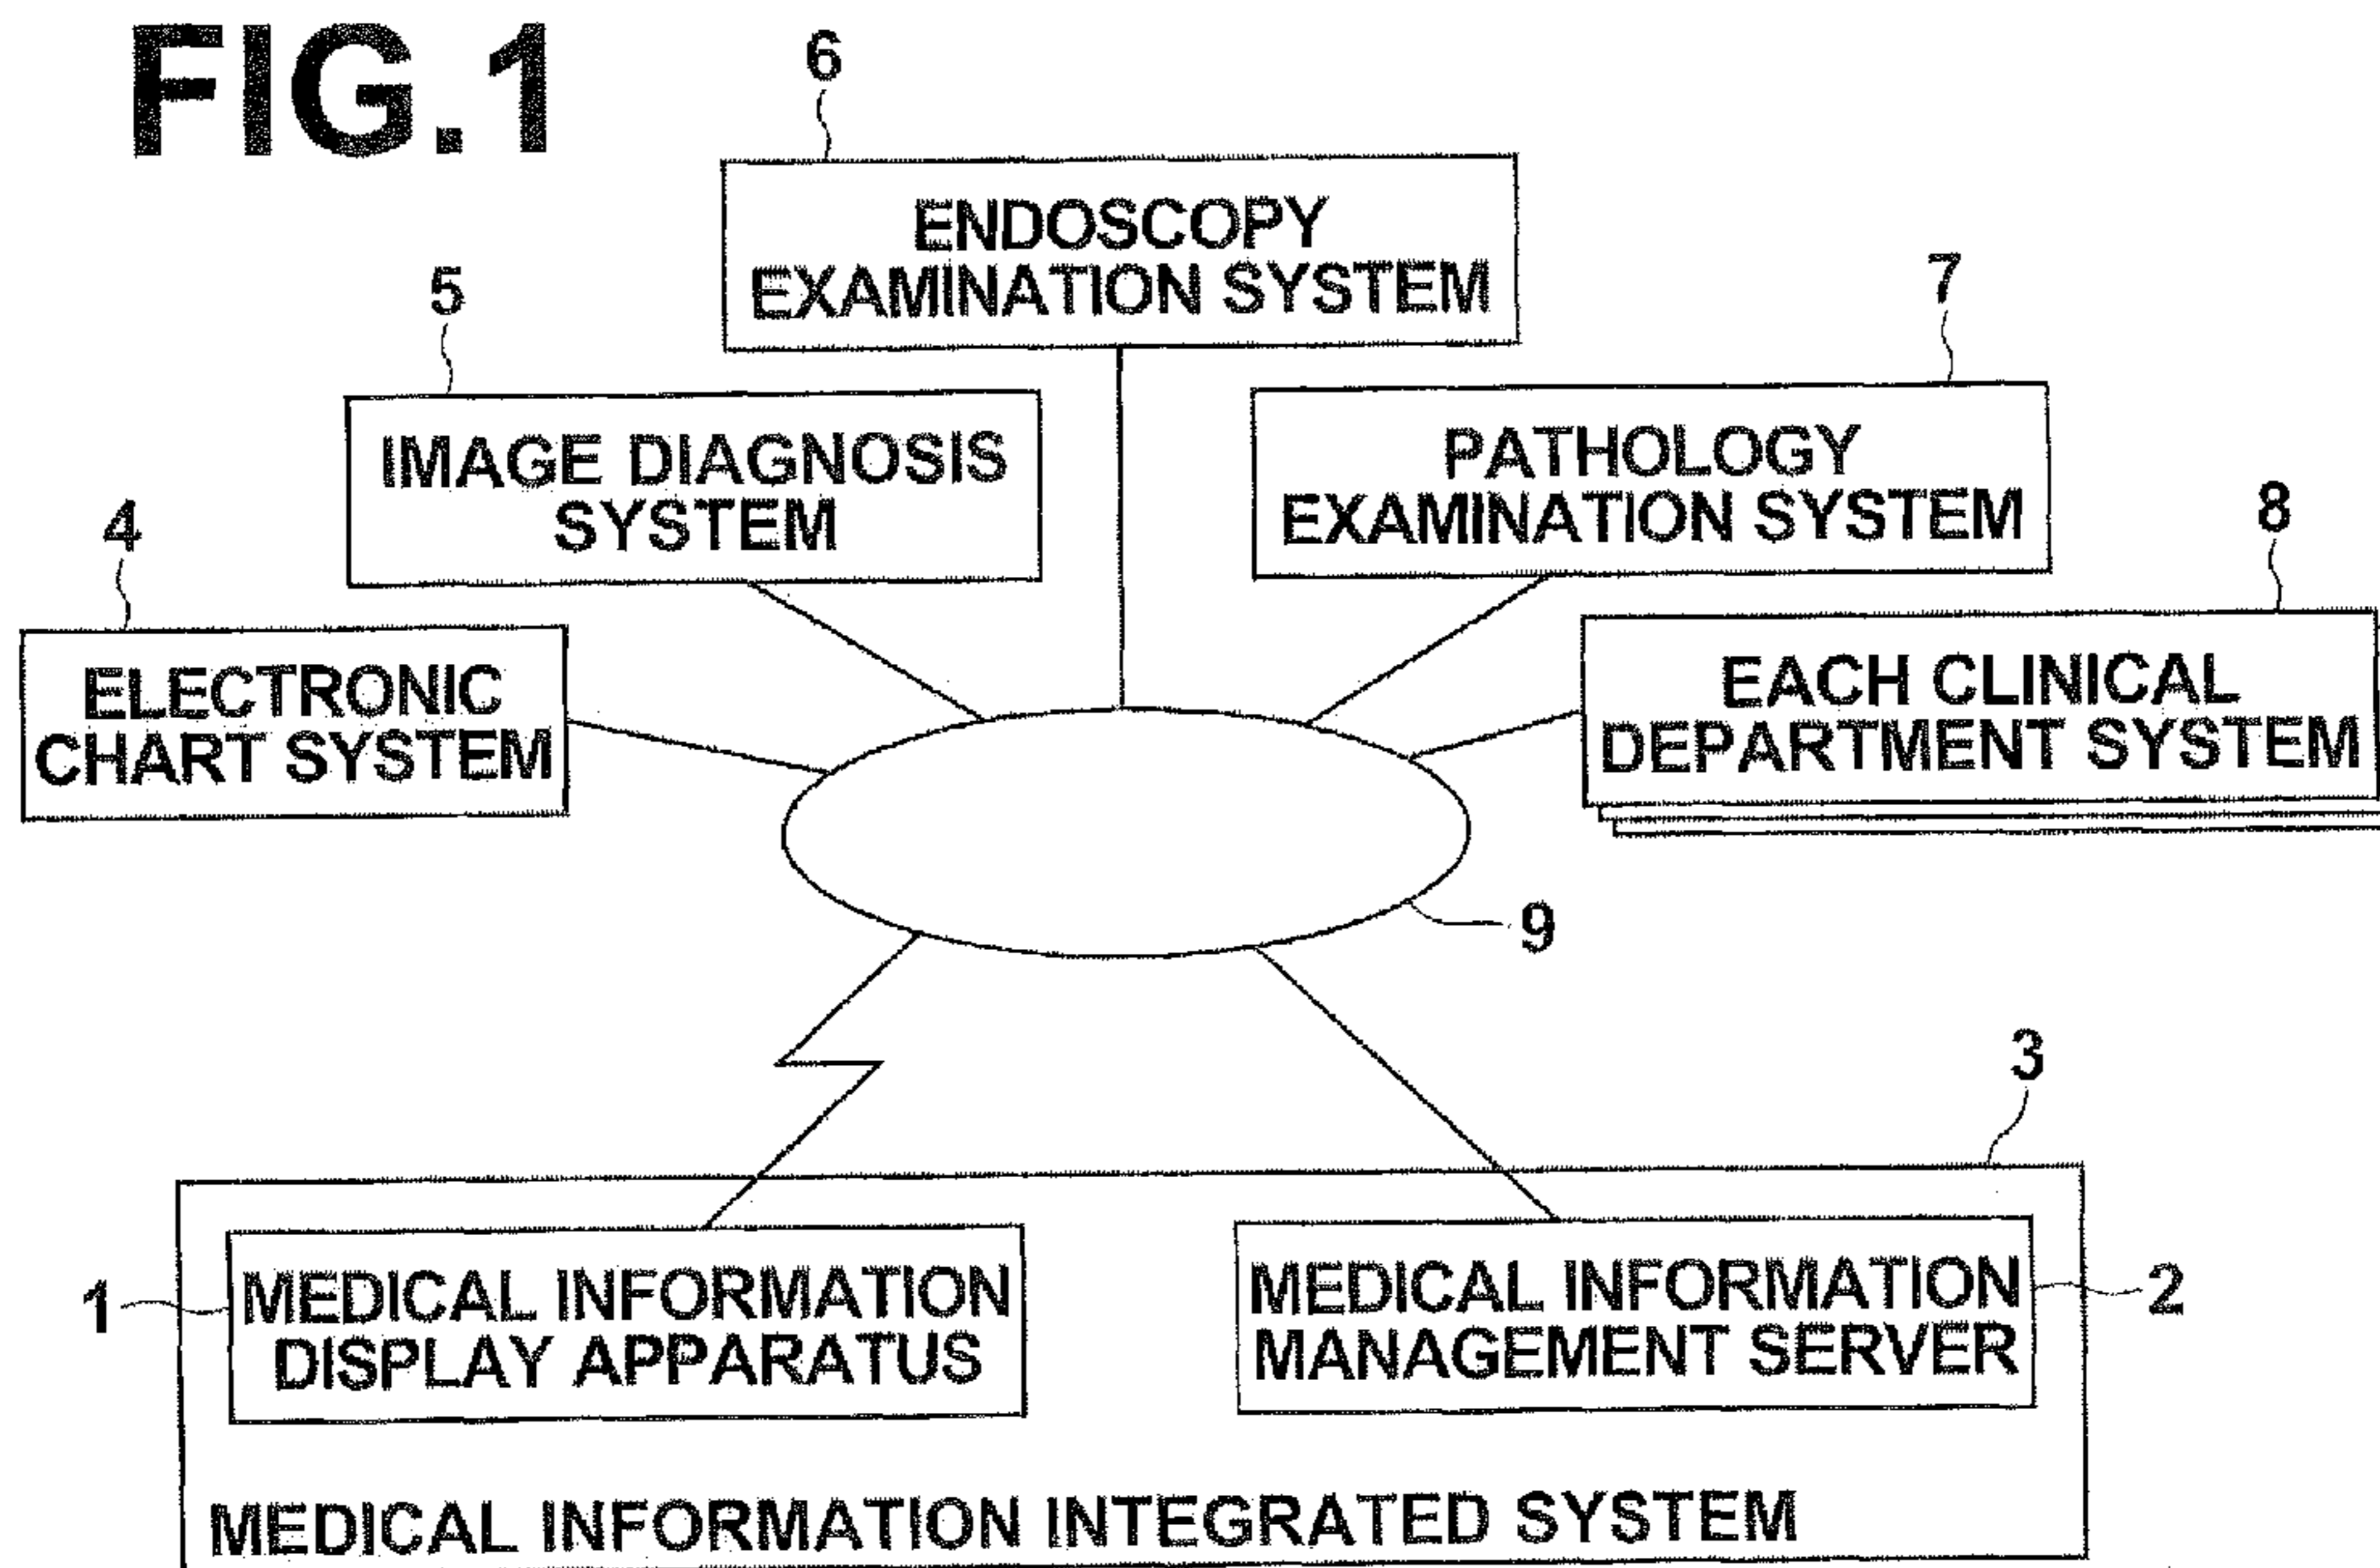 FIG.1
6
ENDOSCOPY
EXAMINATION SYSTEM
5
IMAGE DIAGNOSIS
SYSTEM
7
PATHOLOGY
EXAMINATION SYSTEM
4
ELECTRONIC
CHART SYSTEM
8
EACH CLINICAL
DEPARTMENT SYSTEM
9
3
1
MEDICAL INFORMATION
DISPLAY APPARATUS
MEDICAL INFORMATION
MANAGEMENT SERVER
2
MEDICAL INFORMATION INTEGRATED SYSTEM